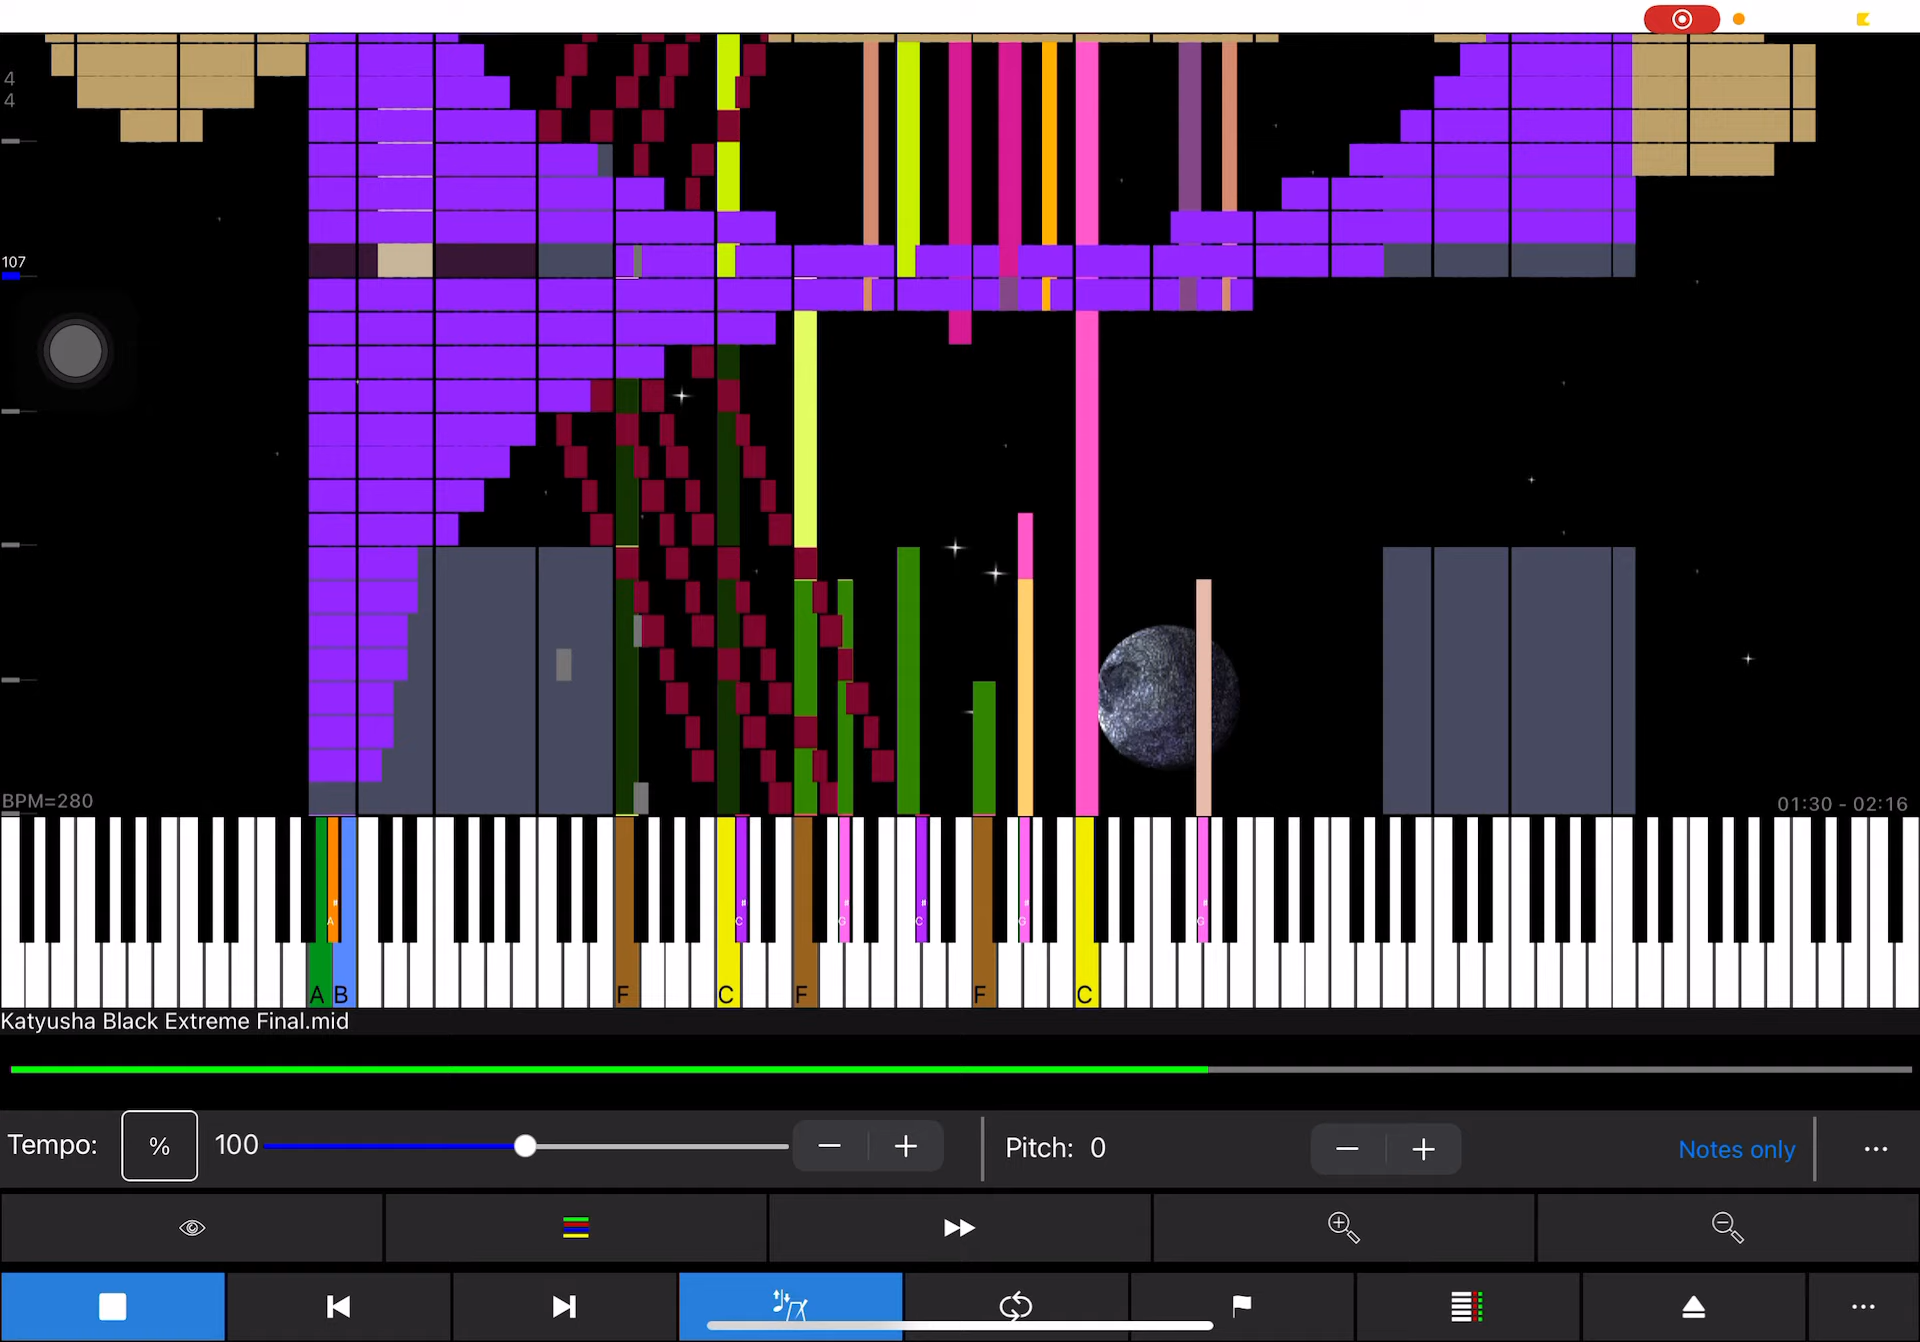 4
4
107
BPM=280
01:30 - 02:16
A # A B F C # C F # G # C F # G C # G
Katyusha Black Extreme Final.mid
Tempo: % 100 − + Pitch: 0 − + Notes only ...
...